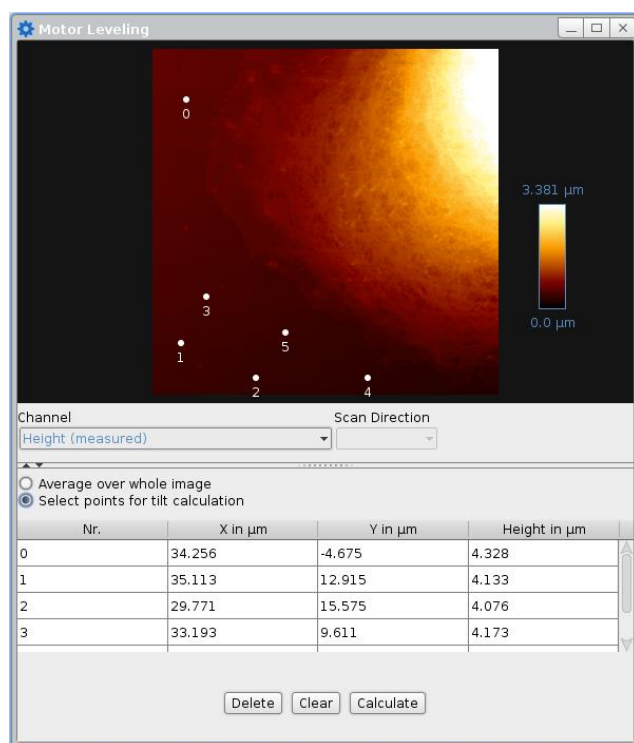 Motor Leveling
0
3.381 µm
3
0.0 µm
5
1
2 4
Channel Scan Direction
Height (measured)
Average over whole image
Select points for tilt calculation
Nr. X in µm Y in µm Height in µm
0 34.256 -4.675 4.328
1 35.113 12.915 4.133
2 29.771 15.575 4.076
3 33.193 9.611 4.173
Delete Clear Calculate